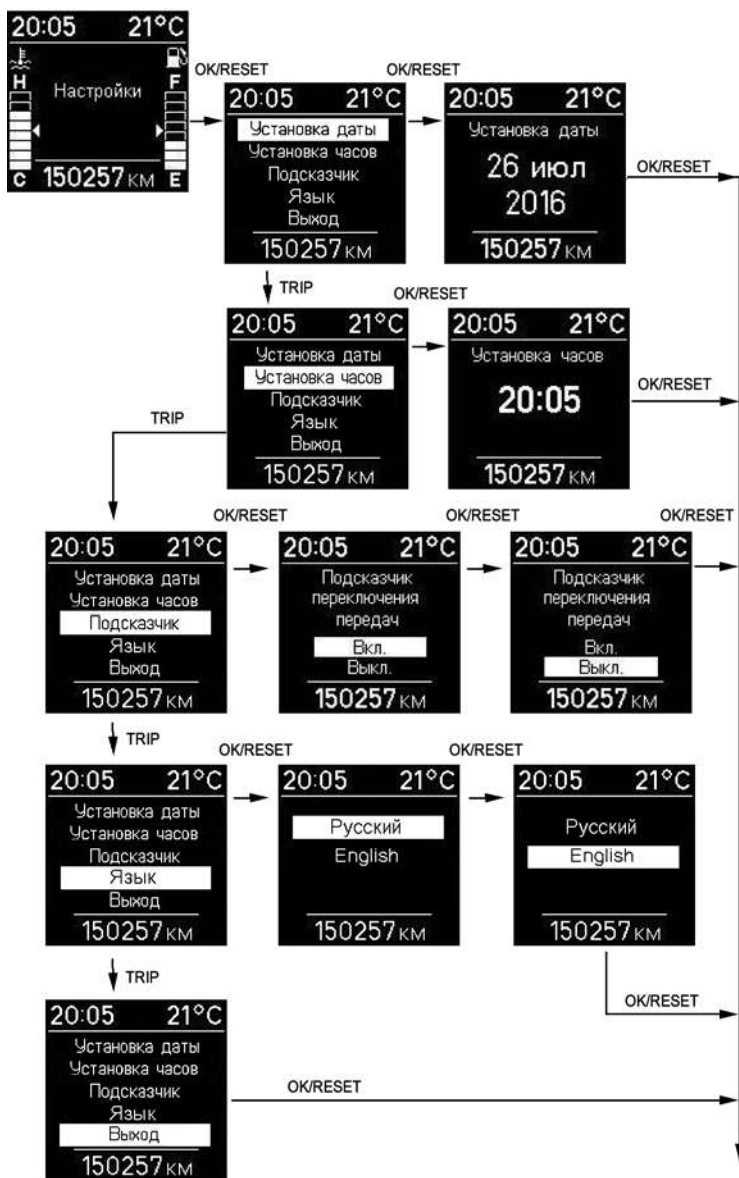 20:05 21°C
H F
Настройки
C 150257 км E
OK/RESET
20:05 21°C
Установка даты
Установка часов
Подсказчик
Язык
Выход
150257 км
OK/RESET
20:05 21°C
Установка даты
26 июл
2016
150257 км
OK/RESET
TRIP
20:05 21°C
Установка даты
Установка часов
Подсказчик
Язык
Выход
150257 км
OK/RESET
20:05 21°C
Установка часов
20:05
150257 км
OK/RESET
TRIP
20:05 21°C
Установка даты
Установка часов
Подсказчик
Язык
Выход
150257 км
OK/RESET
20:05 21°C
Подсказчик
переключения
передач
Вкл.
Выкл.
150257 км
OK/RESET
20:05 21°C
Подсказчик
переключения
передач
Вкл.
Выкл.
150257 км
OK/RESET
TRIP
20:05 21°C
Установка даты
Установка часов
Подсказчик
Язык
Выход
150257 км
OK/RESET
20:05 21°C
Русский
English
150257 км
OK/RESET
20:05 21°C
Русский
English
150257 км
OK/RESET
TRIP
20:05 21°C
Установка даты
Установка часов
Подсказчик
Язык
Выход
150257 км
OK/RESET